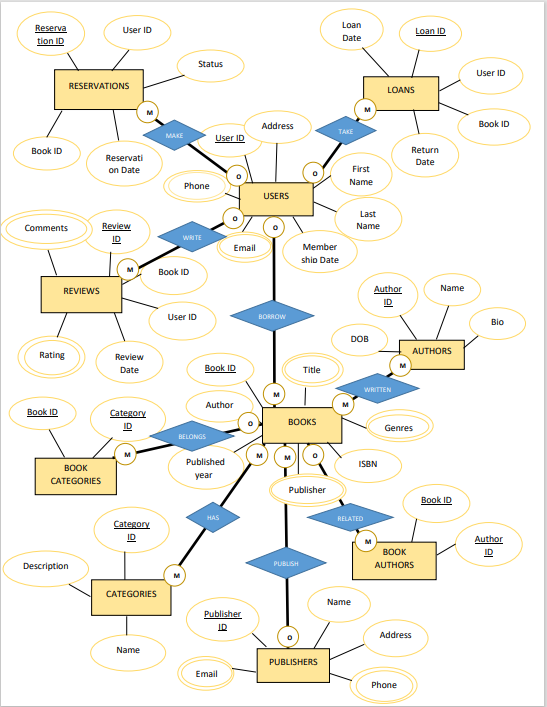 Reserva
tion ID
User ID
Status
RESERVATIONS
M
Book ID
Reservati
on Date
MAKE
Loan
Date
Loan ID
User ID
LOANS
M
Book ID
Return
Date
TAKE
User ID
Address
O
O
Phone
USERS
First
Name
Last
Name
O
O
Email
Member
ship Date
WRITE
Comments
Review
ID
M
Book ID
REVIEWS
User ID
Rating
Review
Date
BORROW
M
Author
ID
Name
Bio
DOB
AUTHORS
M
WRITTEN
M
Book ID
Title
Author
BOOKS
Genres
O
M
M
O
ISBN
Published
year
Publisher
Book ID
Category
ID
BELONGS
M
BOOK
CATEGORIES
HAS
M
Category
ID
Description
CATEGORIES
Name
RELATED
M
Book ID
Author
ID
BOOK
AUTHORS
PUBLISH
O
Publisher
ID
Name
Address
PUBLISHERS
Email
Phone